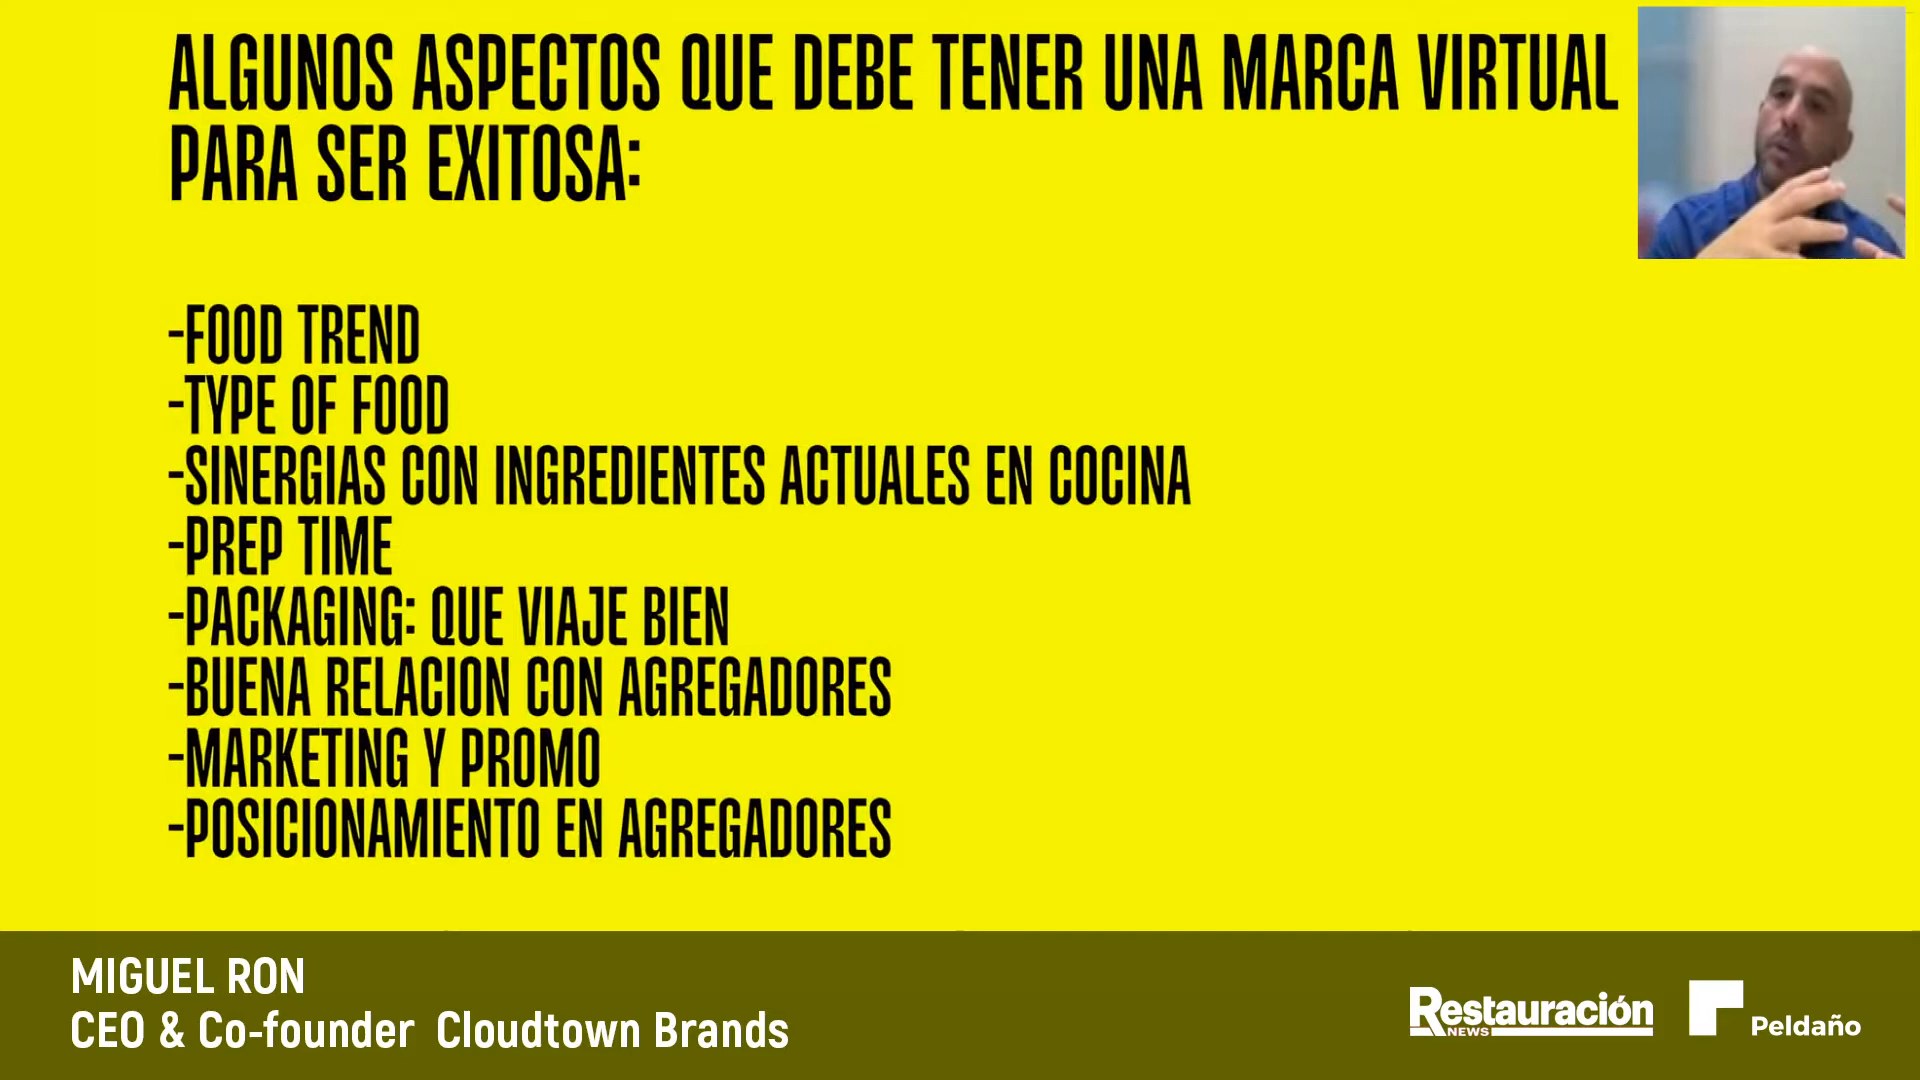 ALGUNOS ASPECTOS QUE DEBE TENER UNA MARCA VIRTUAL
PARA SER EXITOSA:
-FOOD TREND
-TYPE OF FOOD
-SINERGIAS CON INGREDIENTES ACTUALES EN COCINA
-PREP TIME
-PACKAGING: QUE VIAJE BIEN
-BUENA RELACION CON AGREGADORES
-MARKETING Y PROMO
-POSICIONAMIENTO EN AGREGADORES
MIGUEL RON
CEO & Co-founder Cloudtown Brands
Restauración
NEWS
Peldaño